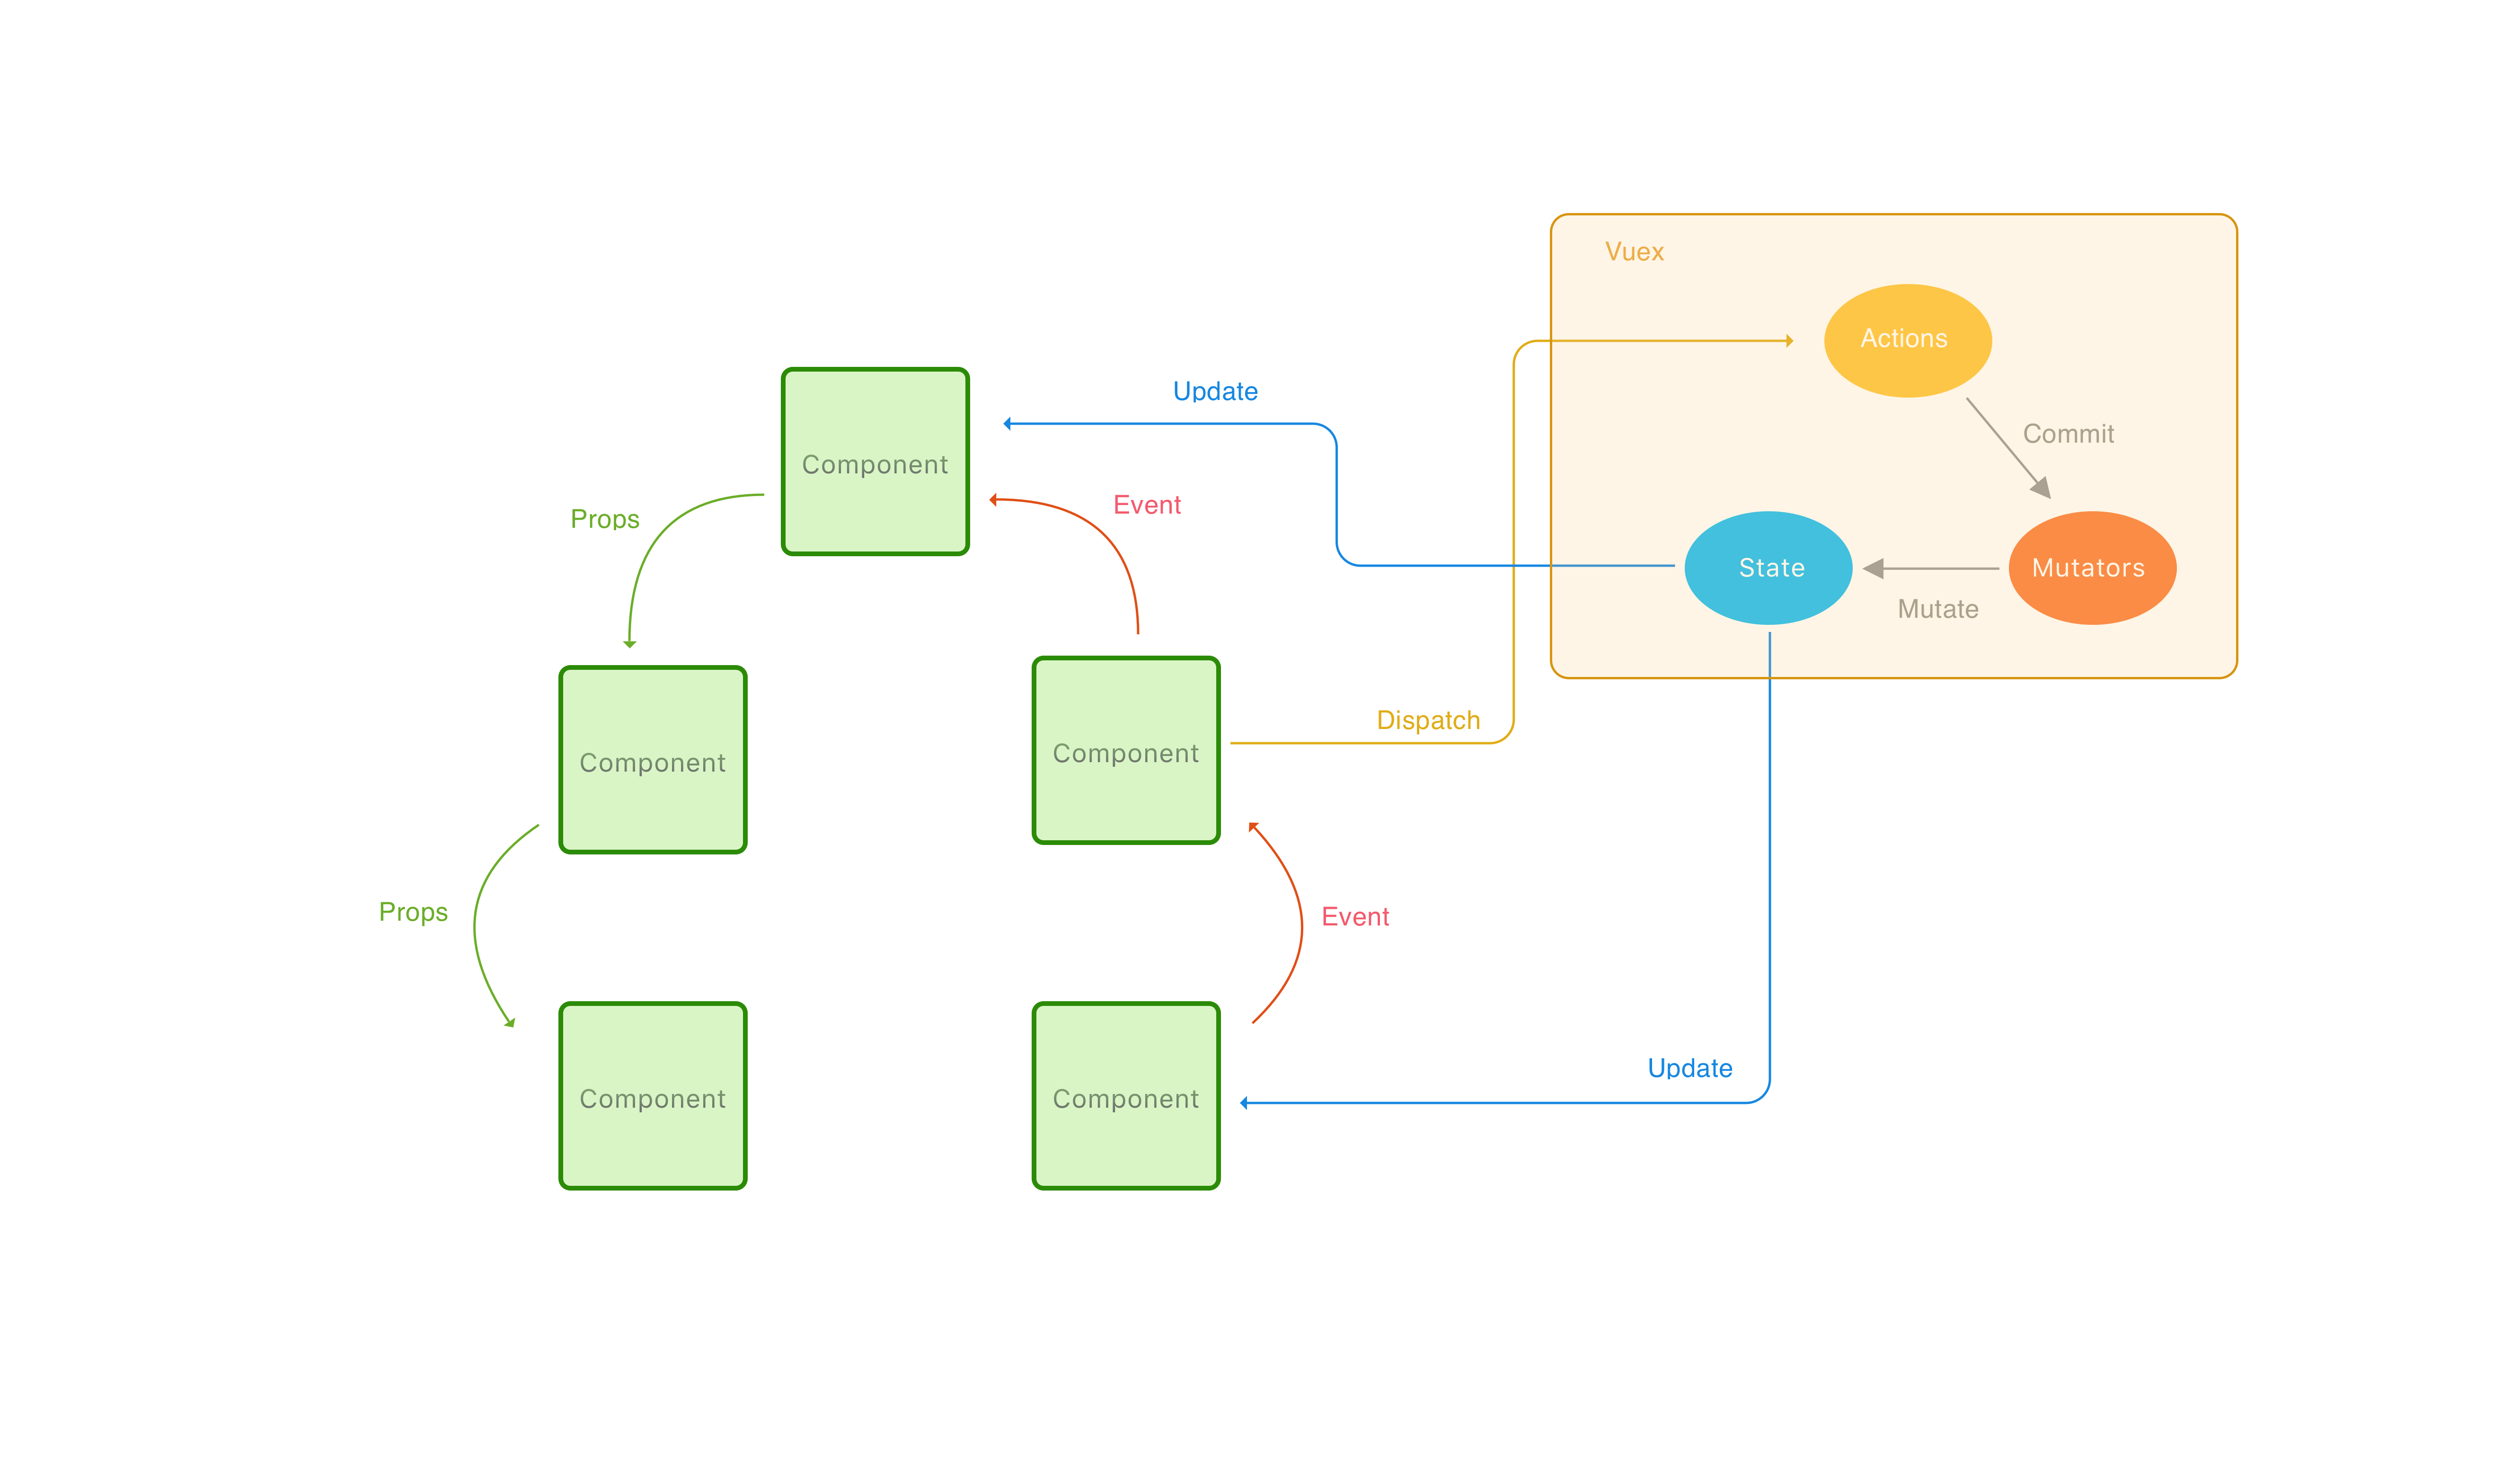 Vuex
Actions
Update
Commit
Component
Event
Props
State
Mutators
Mutate
Dispatch
Component
Component
Props
Event
Update
Component
Component